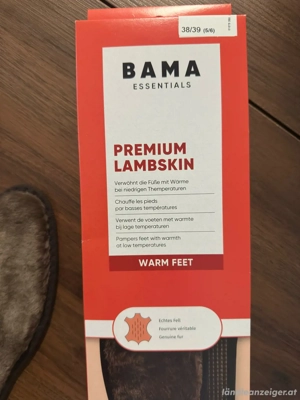 38/39 (5/6)
BAMA
ESSENTIALS
PREMIUM
LAMBSKIN
Verwöhnt die Füße mit Wärme
bei niedrigen Themperaturen
Chauffe les pieds
par basses températures
Verwent de voeten met warmte
bij lage temperaturen
Pampers feet with warmth
at low temperatures
WARM FEET
Echtes Fell
Fourrure véritable
Genuine fur
länderanzeiger.at